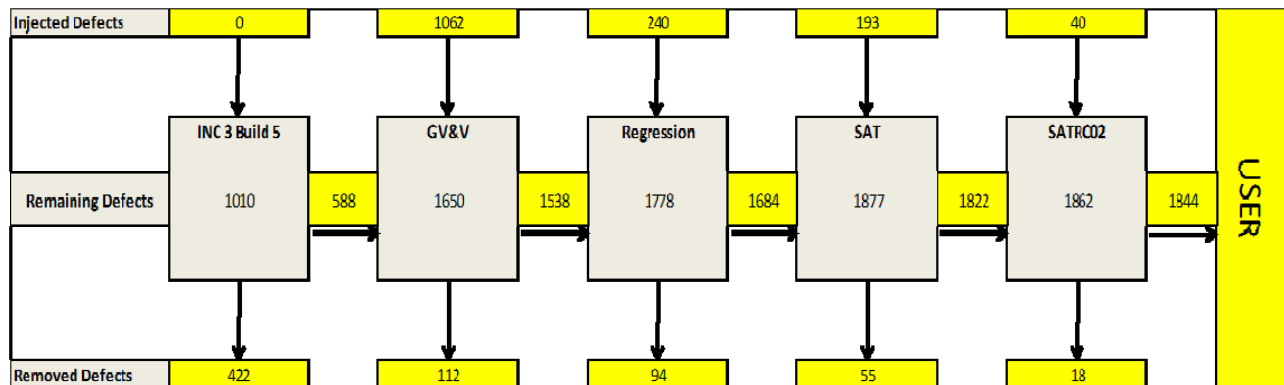 Injected Defects 0 1062 240 193 40
INC 3 Build 5 GV&V Regression SAT SATRC02
Remaining Defects 1010 588 1650 1538 1778 1684 1877 1822 1862 1844
USER
Removed Defects 422 112 94 55 18